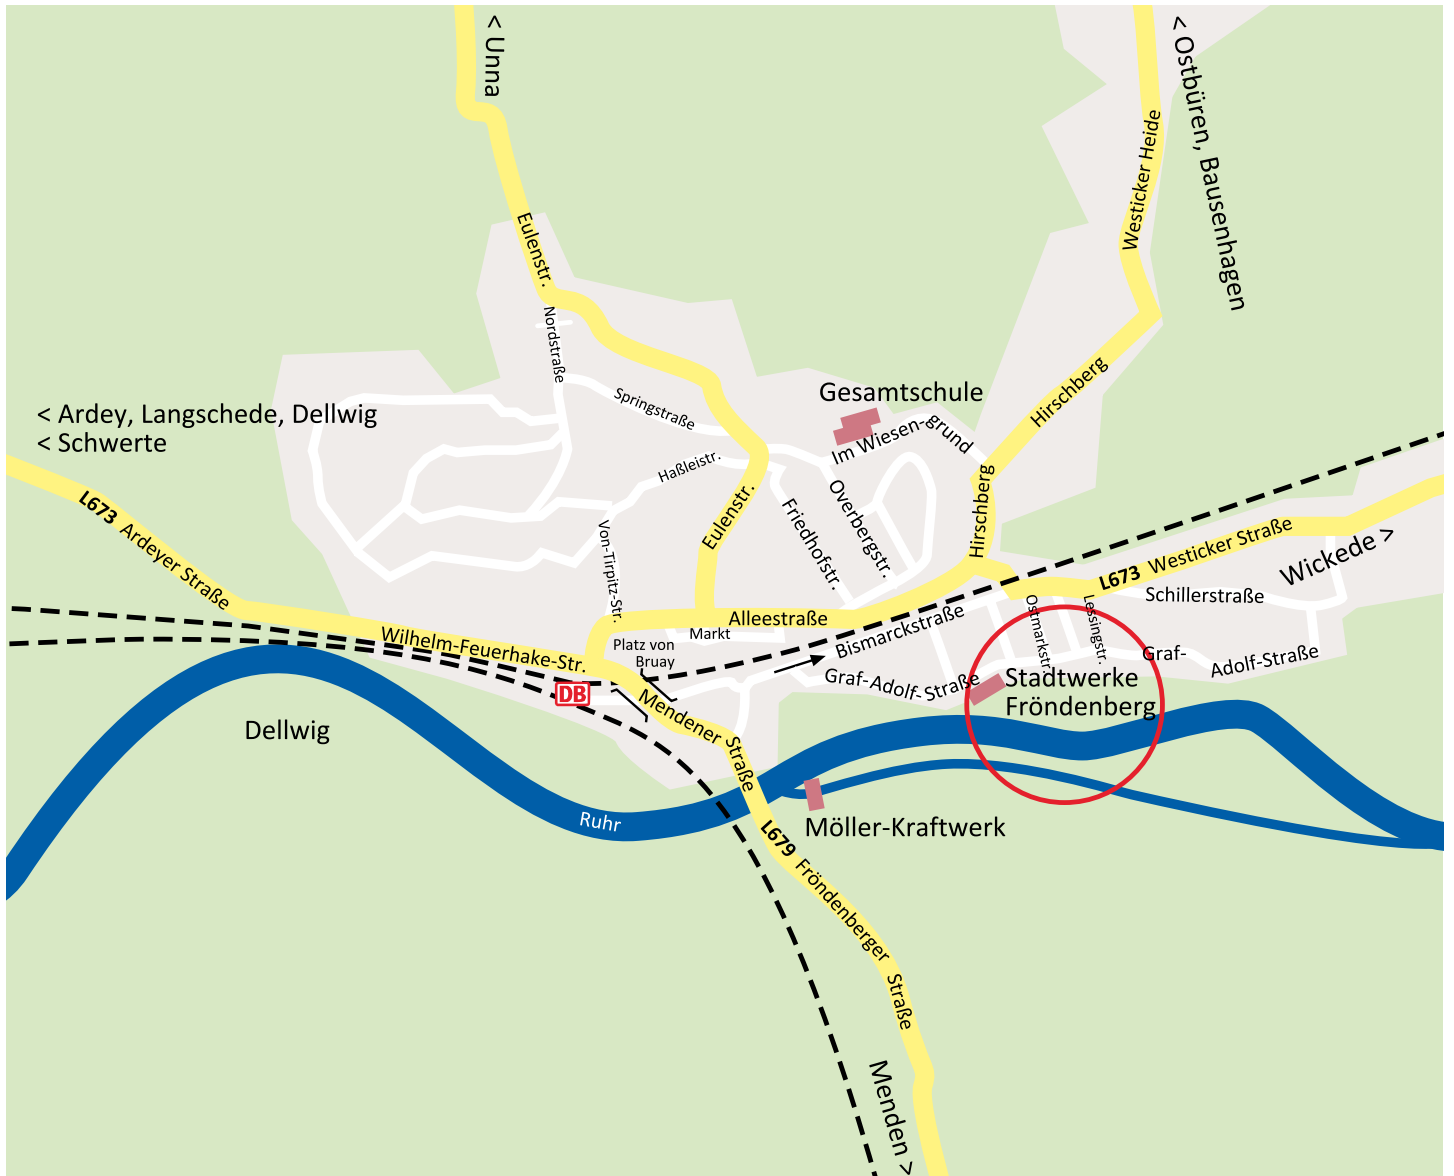 < Unna
< Ostbüren, Bausenhagen
Westicker Heide
Eulenstr.
Nordstraße
Springstraße
Gesamtschule
Hirschberg
< Ardey, Langschede, Dellwig
< Schwerte
Im Wiesen-
grund
Haßleistr.
Hirschberg
Overbergstr.
Eulenstr.
Friedhofstr.
L673 Ardeyer Straße
Von-Tirpitz-Str.
L673 Westicker Straße
Wickede >
Schillerstraße
Ostmarkstr.
Lessingstr.
Alleestraße
Markt
Bismarckstraße
Wilhelm-Feuerhake-Str.
Platz von
Bruay
Graf-
Adolf-Straße
Graf-Adolf-Straße
Stadtwerke
Fröndenberg
DB
Mendener Straße
Dellwig
Ruhr
Möller-Kraftwerk
L679 Fröndenberger Straße
Menden >